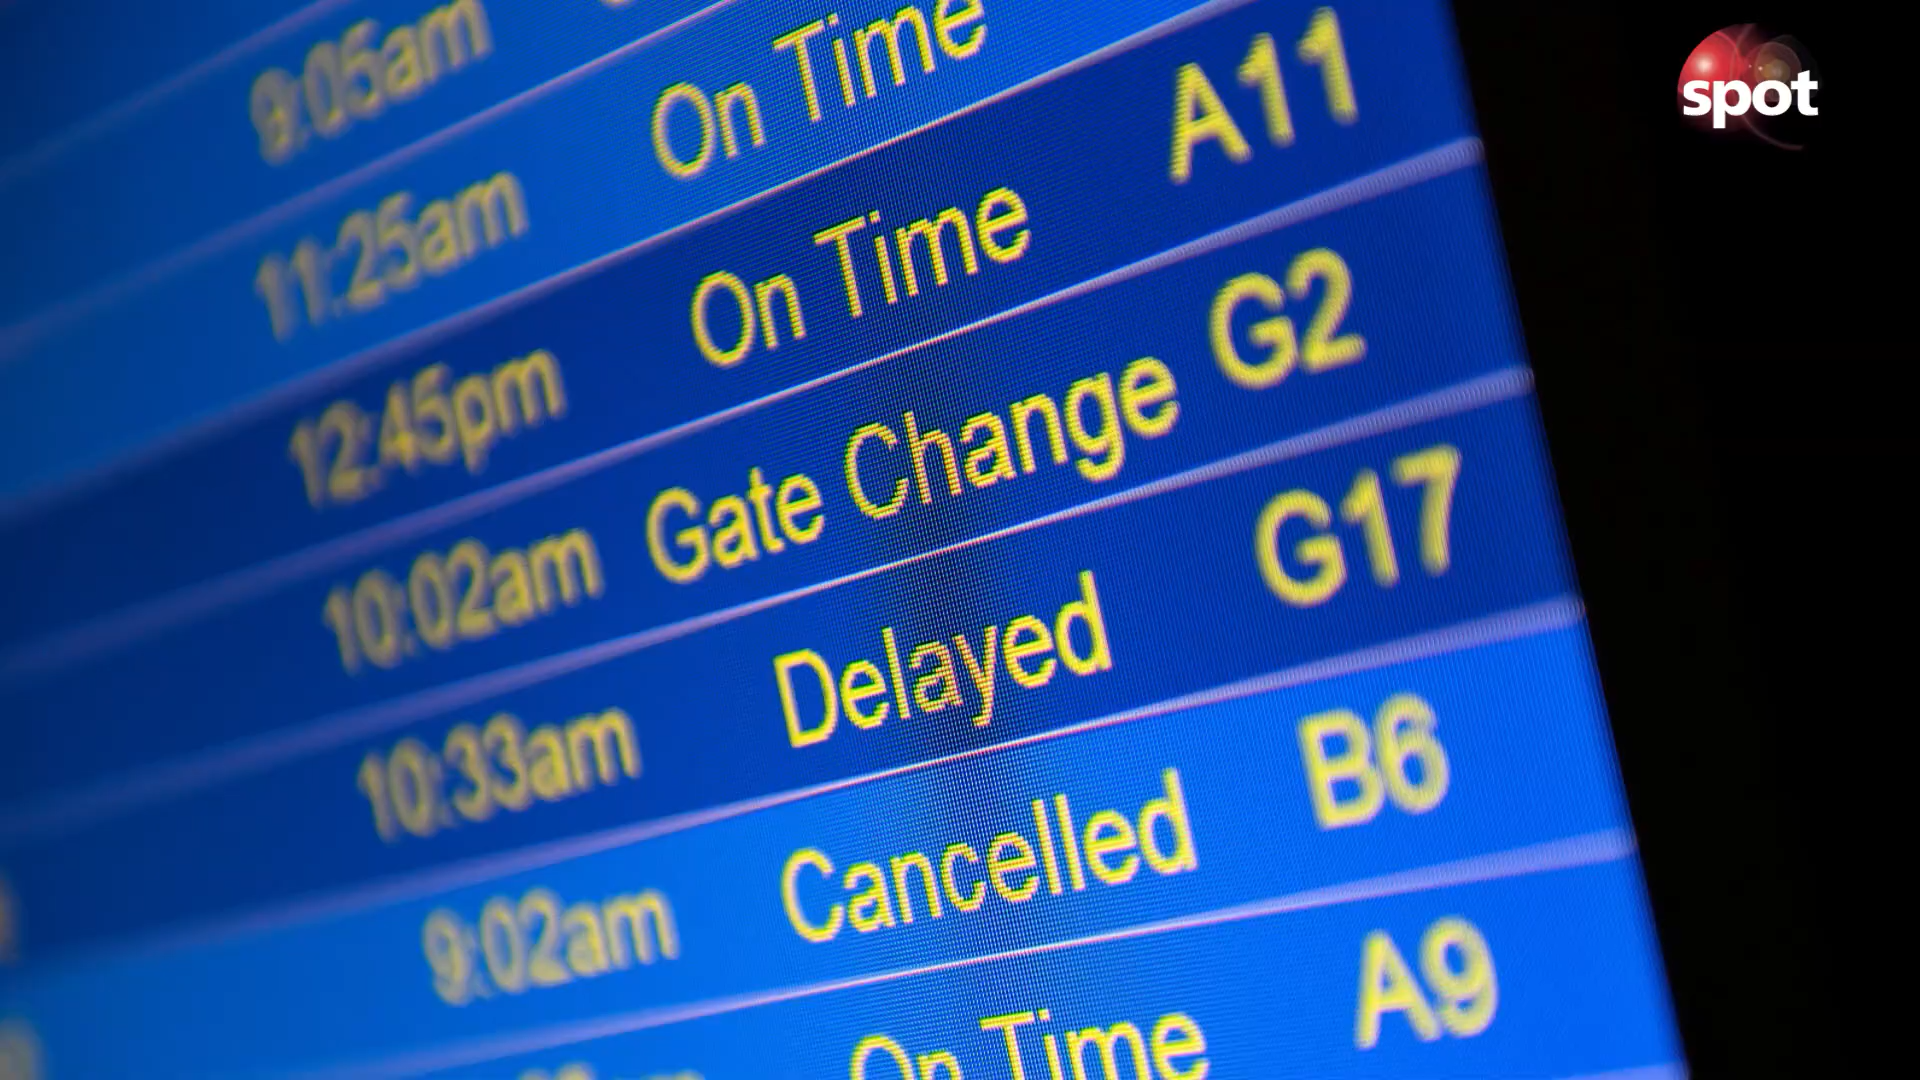 spot
9:05am
11:25am On Time
12:45pm On Time A11
10:02am Gate Change G2
10:33am Delayed G17
9:02am Cancelled B6
On Time A9